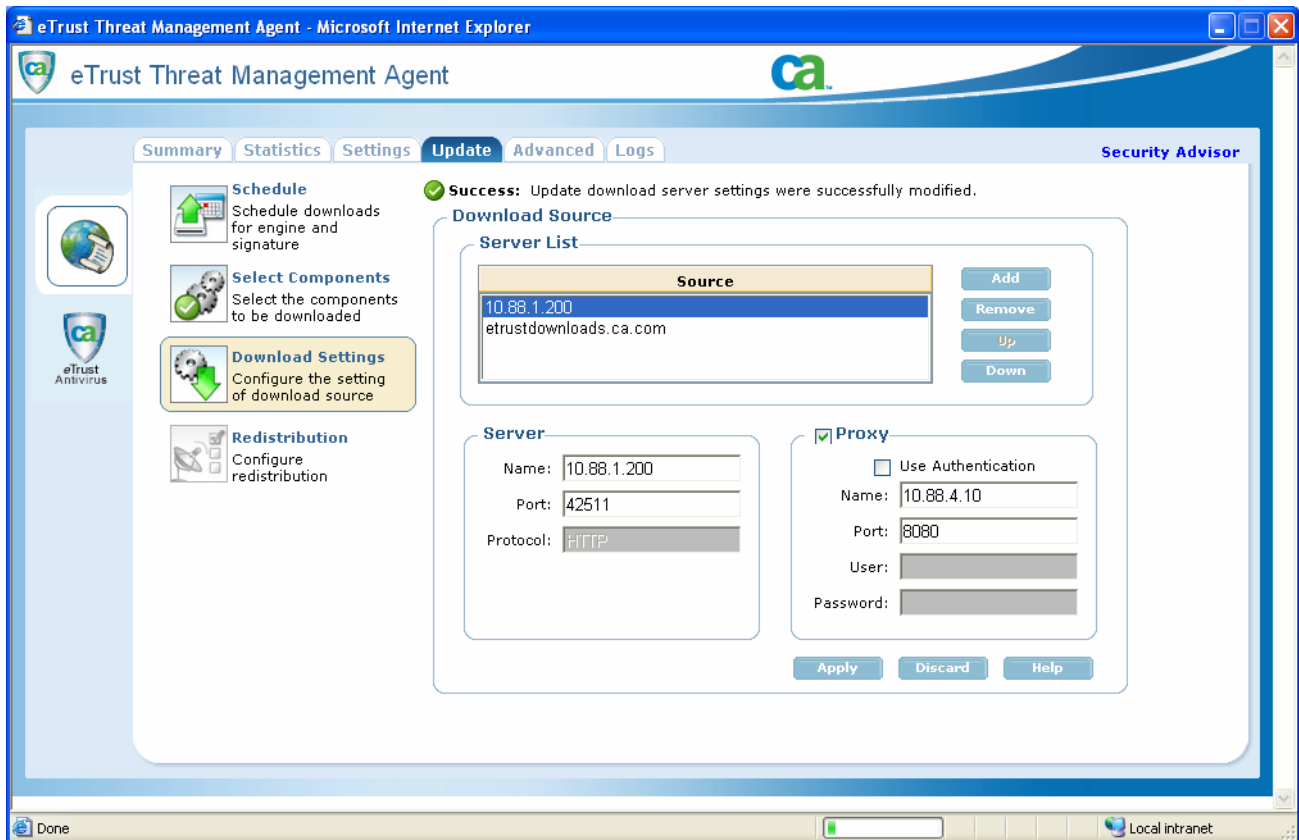 eTrust Threat Management Agent - Microsoft Internet Explorer
ca
eTrust Threat Management Agent
ca™
Summary
Statistics
Settings
Update
Advanced
Logs
Security Advisor
Schedule
Schedule downloads
for engine and
signature
Select Components
Select the components
to be downloaded
Download Settings
Configure the setting
of download source
Redistribution
Configure
redistribution
ca
eTrust
Antivirus
Success: Update download server settings were successfully modified.
Download Source
Server List
Source
10.88.1.200
etrustdownloads.ca.com
Add
Remove
Up
Down
Server
Name: 10.88.1.200
Port: 42511
Protocol: HTTP
Proxy
Use Authentication
Name: 10.88.4.10
Port: 8080
User:
Password:
Apply
Discard
Help
Done
Local intranet